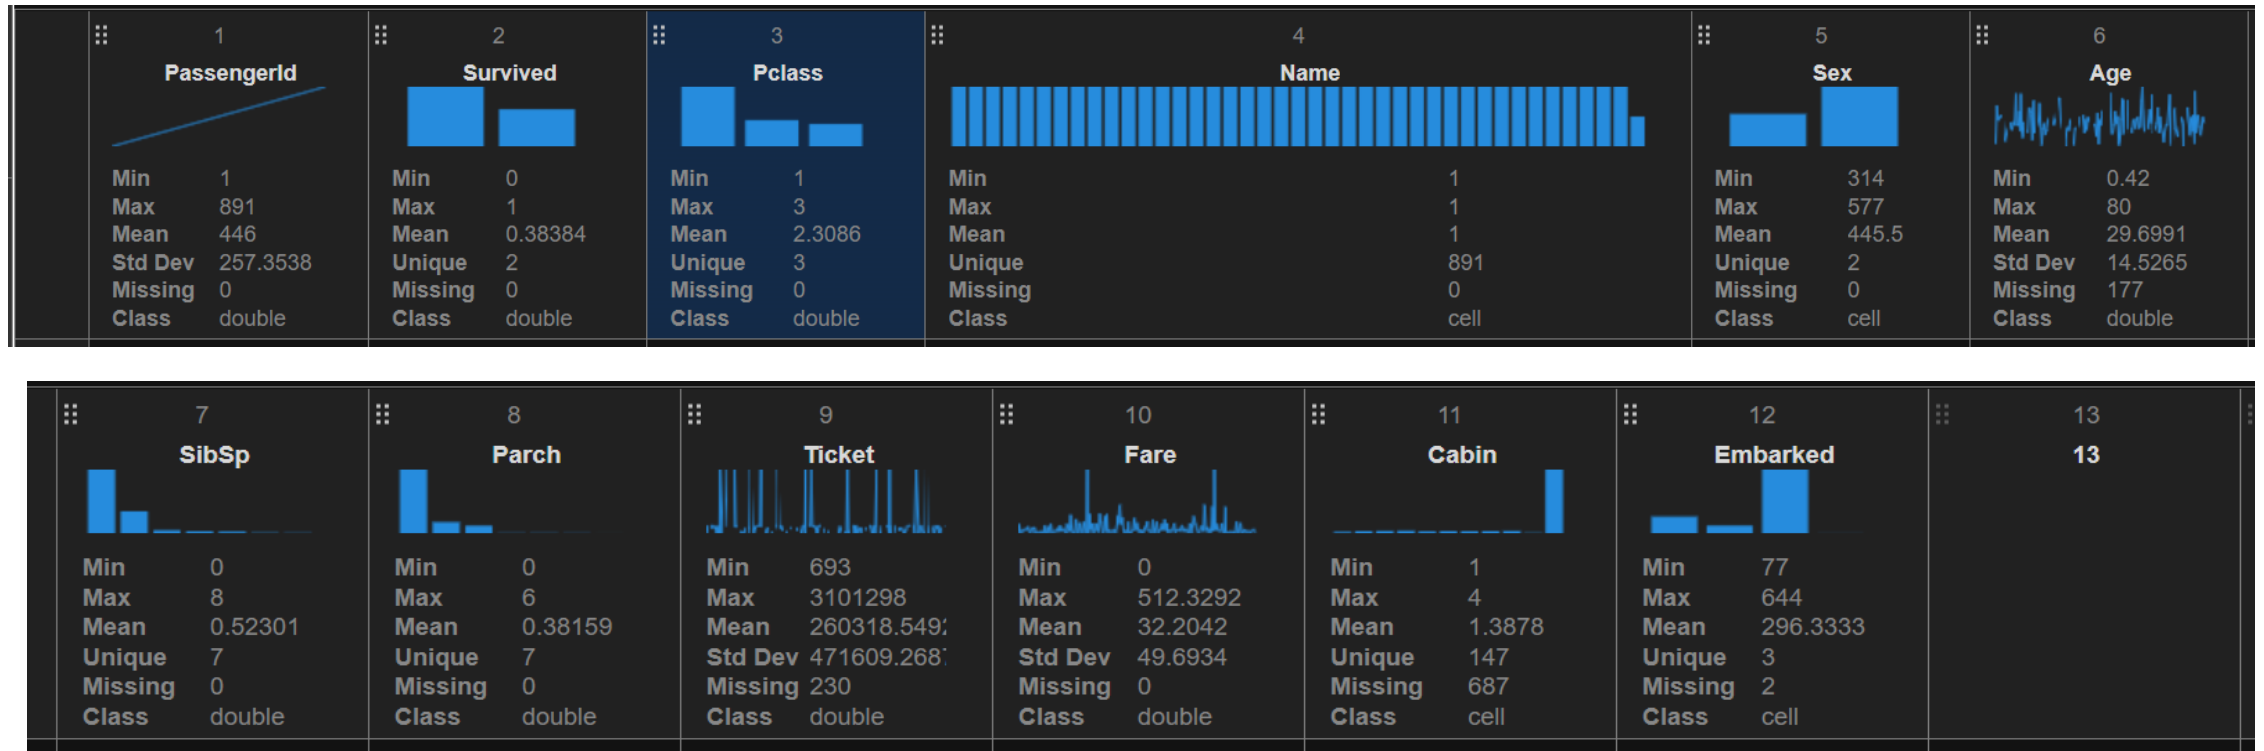 1 2 3 4 5 6
PassengerId Survived Pclass Name Sex Age
Min 1 Min 0 Min 1 Min 1 Min 314 Min 0.42
Max 891 Max 1 Max 3 Max 1 Max 577 Max 80
Mean 446 Mean 0.38384 Mean 2.3086 Mean 1 Mean 445.5 Mean 29.6991
Std Dev 257.3538 Unique 2 Unique 3 Unique 891 Unique 2 Std Dev 14.5265
Missing 0 Missing 0 Missing 0 Missing 0 Missing 0 Missing 177
Class double Class double Class double Class cell Class cell Class double
7 8 9 10 11 12 13
SibSp Parch Ticket Fare Cabin Embarked 13
Min 0 Min 0 Min 693 Min 0 Min 1 Min 77
Max 8 Max 6 Max 3101298 Max 512.3292 Max 4 Max 644
Mean 0.52301 Mean 0.38159 Mean 260318.549 Mean 32.2042 Mean 1.3878 Mean 296.3333
Unique 7 Unique 7 Std Dev 471609.268 Std Dev 49.6934 Unique 147 Unique 3
Missing 0 Missing 0 Missing 230 Missing 0 Missing 687 Missing 2
Class double Class double Class double Class double Class cell Class cell